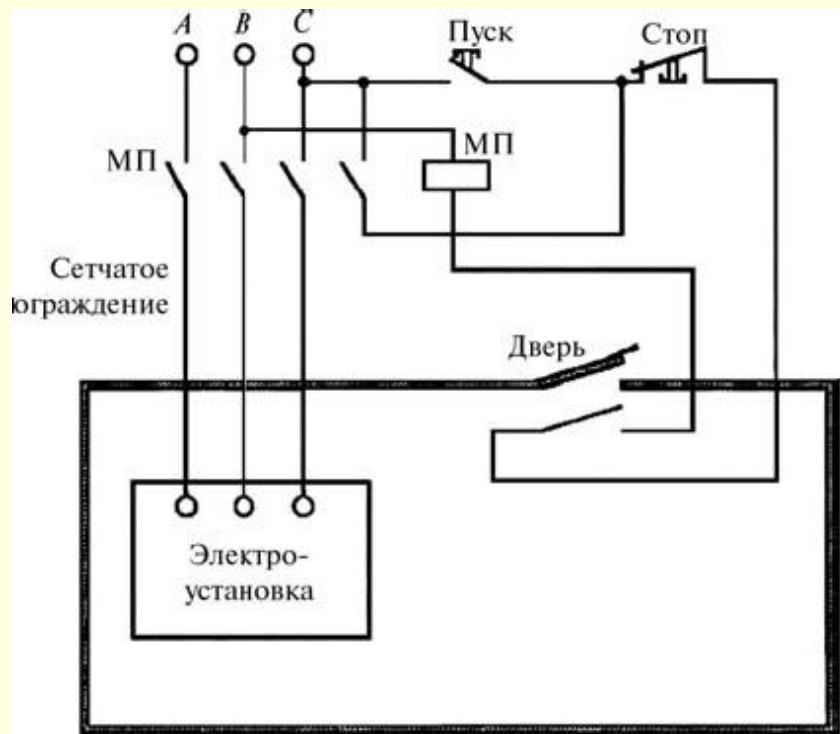 A B C
Пуск
Стоп
МП
МП
Сетчатое
ограждение
Дверь
Электро-
установка